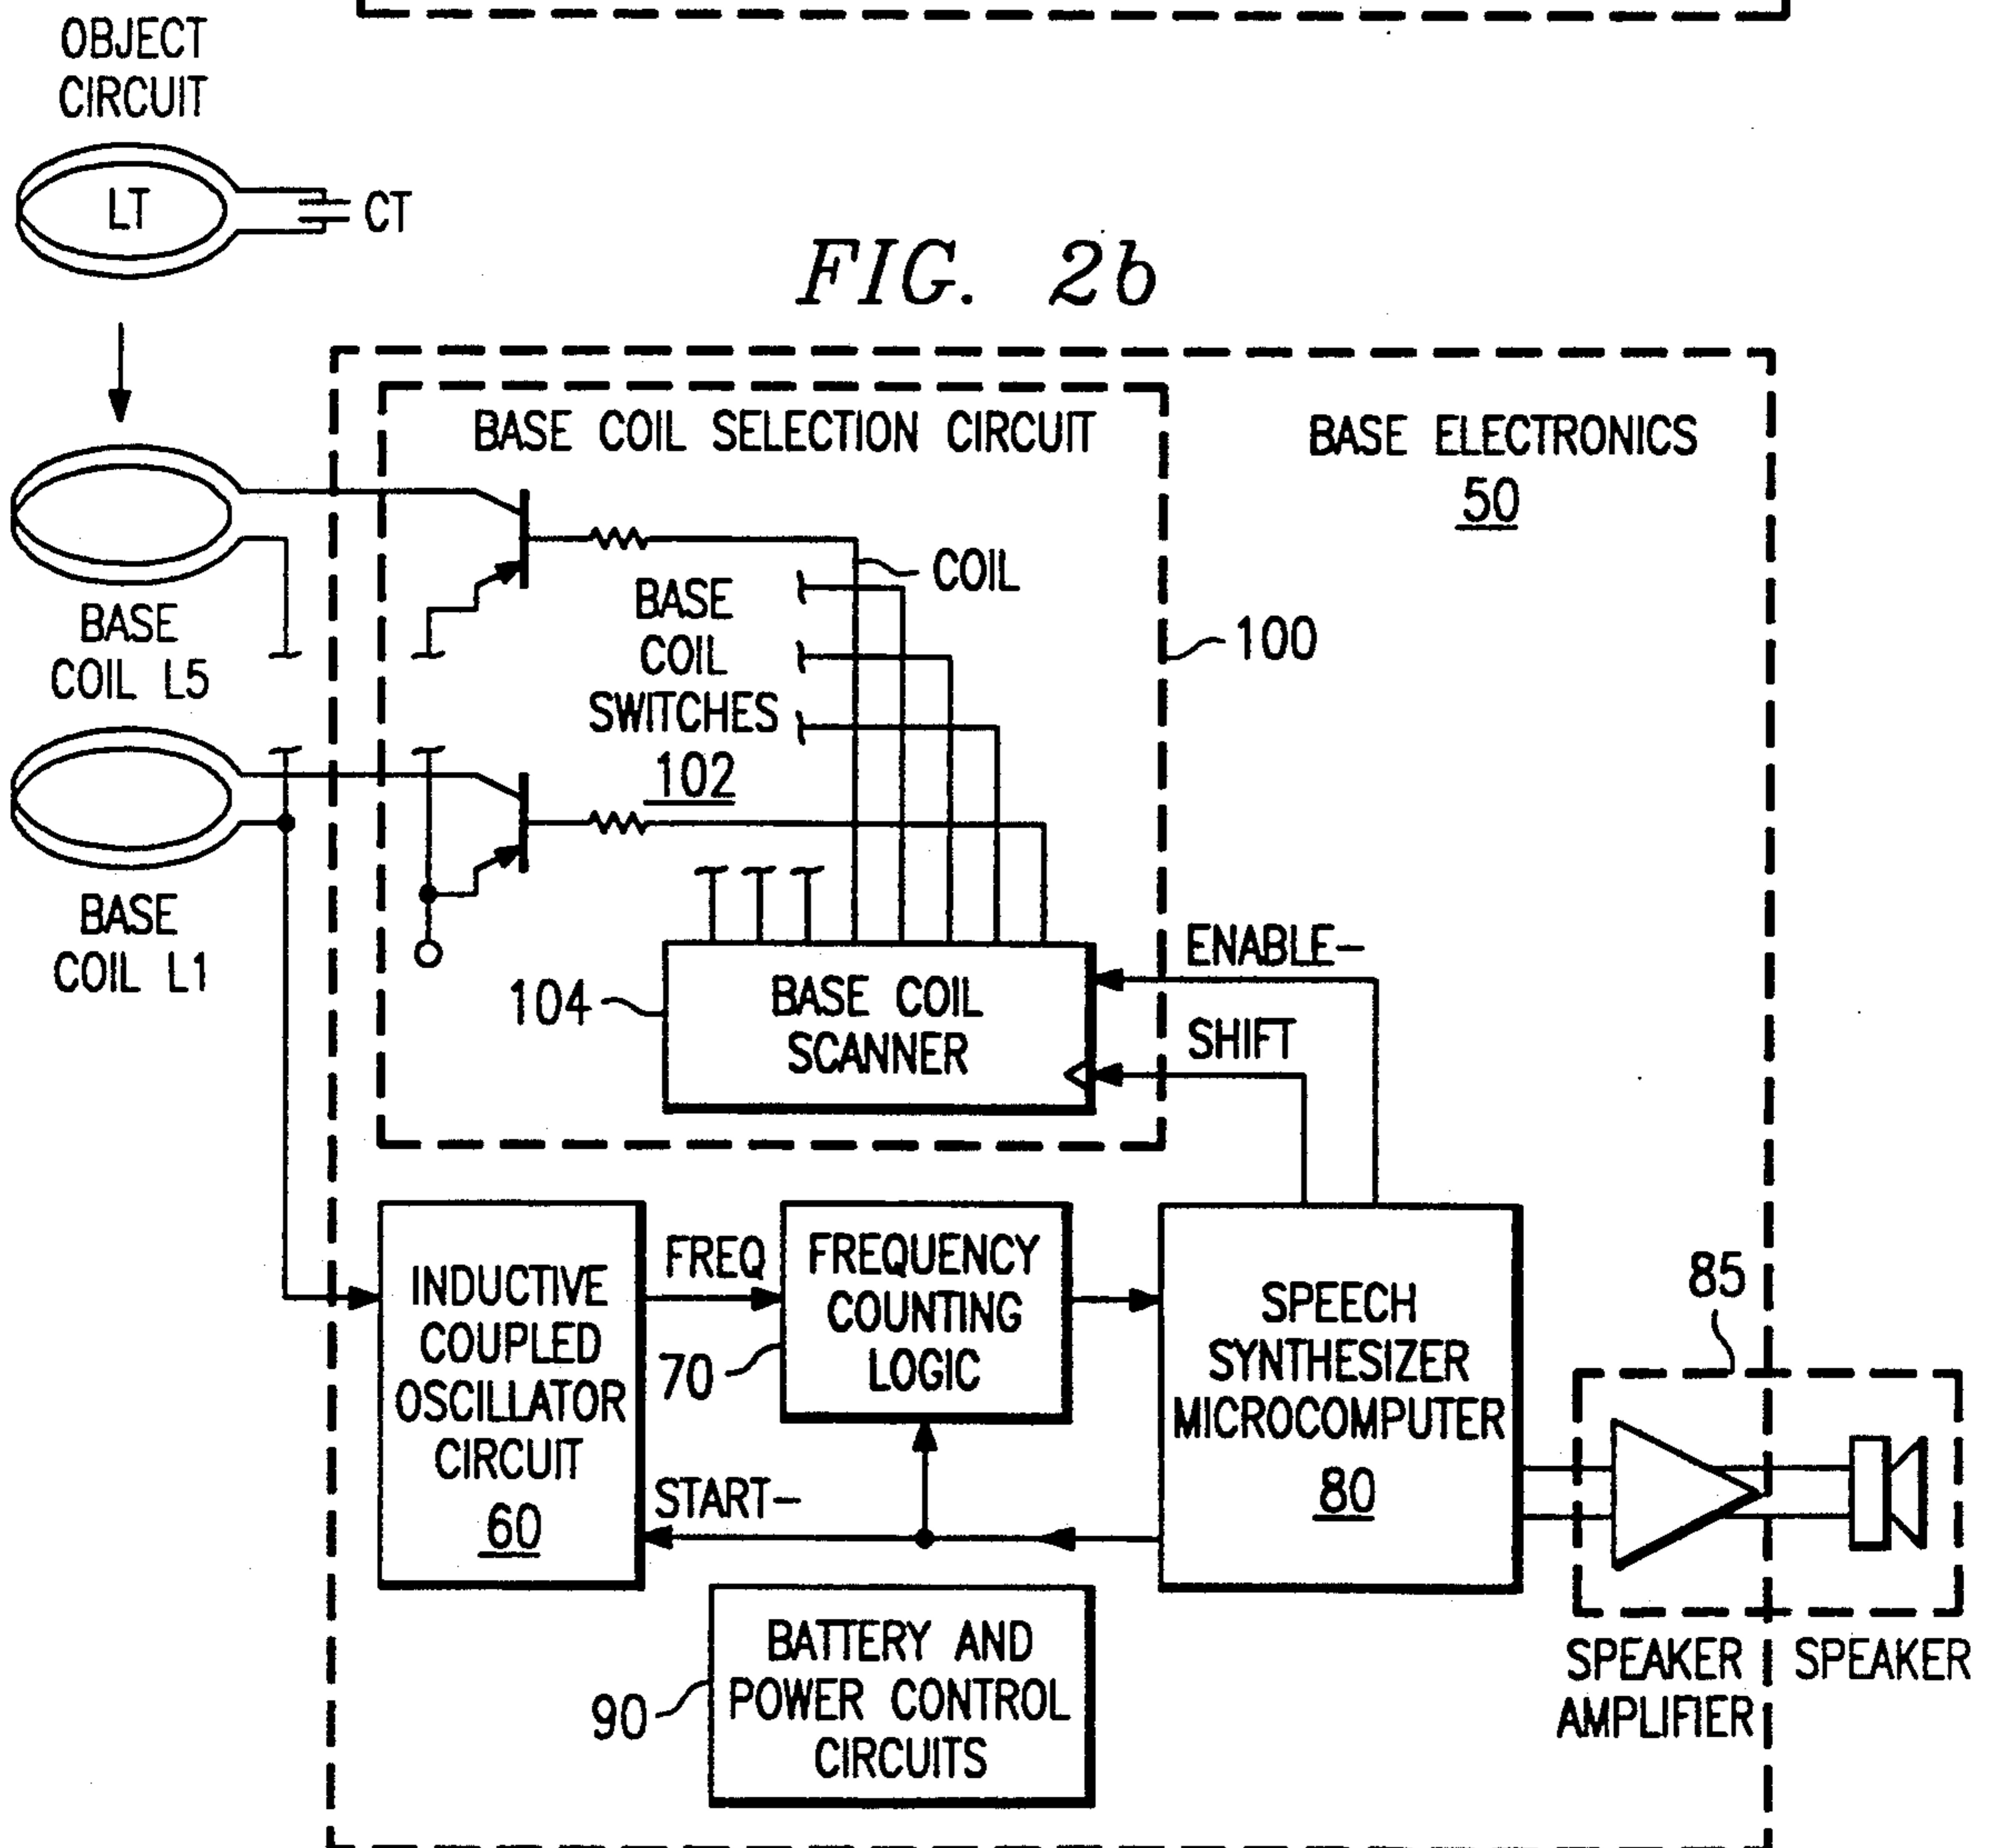 OBJECT
CIRCUIT
LT
CT
FIG. 2b
BASE COIL SELECTION CIRCUIT
BASE ELECTRONICS
50
COIL
BASE
COIL
SWITCHES
102
100
BASE
COIL L5
BASE
COIL L1
ENABLE-
104
BASE COIL
SCANNER
SHIFT
INDUCTIVE
COUPLED
OSCILLATOR
CIRCUIT
60
FREQ
FREQUENCY
COUNTING
LOGIC
70
START-
SPEECH
SYNTHESIZER
MICROCOMPUTER
80
85
SPEAKER
AMPLIFIER
SPEAKER
BATTERY AND
POWER CONTROL
CIRCUITS
90